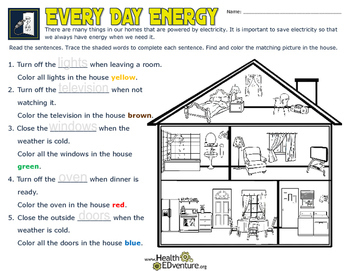 EVERY DAY ENERGY
Name:
There are many things in our homes that are powered by electricity. It is important to save electricity so that
we always have energy when we need it.
Read the sentences. Trace the shaded words to complete each sentence. Find and color the matching picture in the house.
1. Turn off the lights when leaving a room.
Color all lights in the house yellow.
2. Turn off the television when not
watching it.
Color the television in the house brown.
3. Close the windows when the
weather is cold.
Color all the windows in the house
green.
4. Turn off the oven when dinner is
ready.
Color the oven in the house red.
5. Close the outside doors when the
weather is cold.
Color all the doors in the house blue.
www.HealthEDventure.org